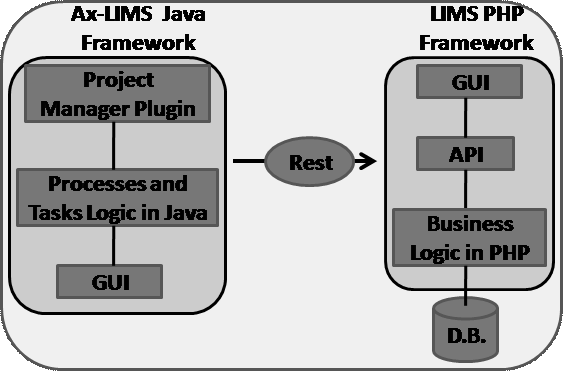 Ax-LIMS Java
Framework
Project
Manager Plugin
Processes and
Tasks Logic in Java
GUI
Rest
LIMS PHP
Framework
GUI
API
Business
Logic in PHP
D.B.